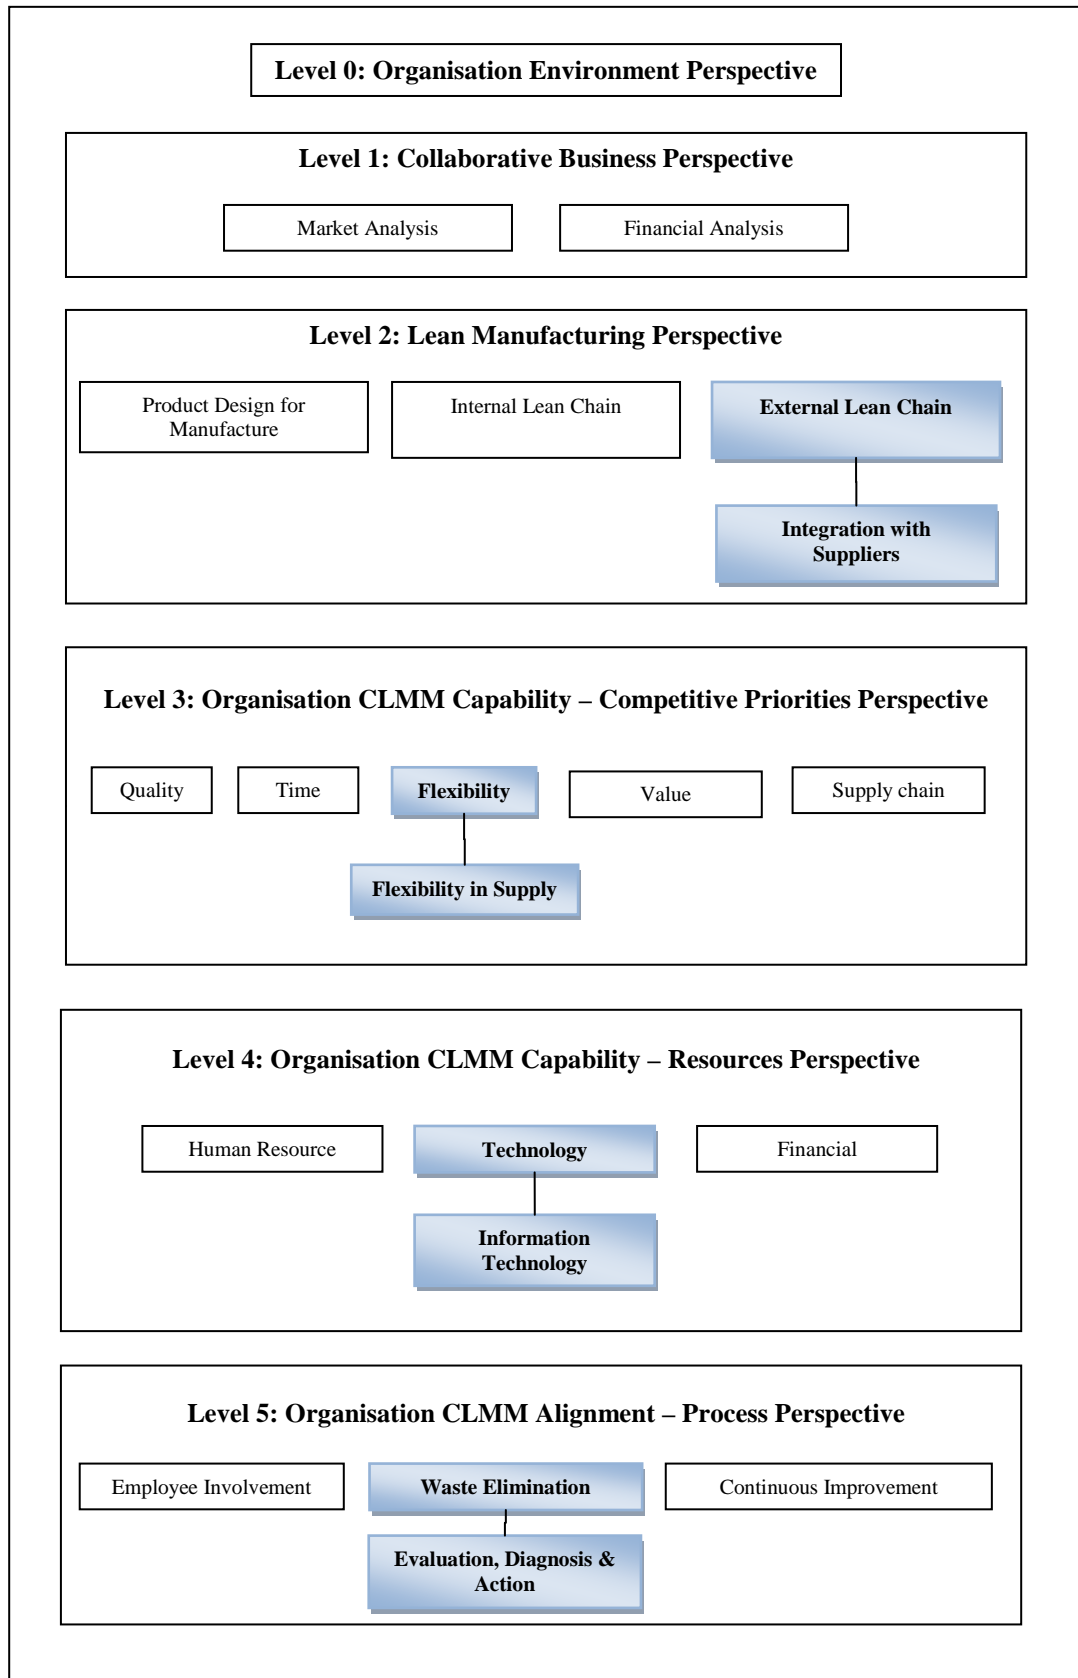 Level 0: Organisation Environment Perspective
Level 1: Collaborative Business Perspective
Market Analysis
Financial Analysis
Level 2: Lean Manufacturing Perspective
Product Design for
Manufacture
Internal Lean Chain
External Lean Chain
Integration with
Suppliers
Level 3: Organisation CLMM Capability – Competitive Priorities Perspective
Quality
Time
Flexibility
Value
Supply chain
Flexibility in Supply
Level 4: Organisation CLMM Capability – Resources Perspective
Human Resource
Technology
Financial
Information
Technology
Level 5: Organisation CLMM Alignment – Process Perspective
Employee Involvement
Waste Elimination
Continuous Improvement
Evaluation, Diagnosis &
Action